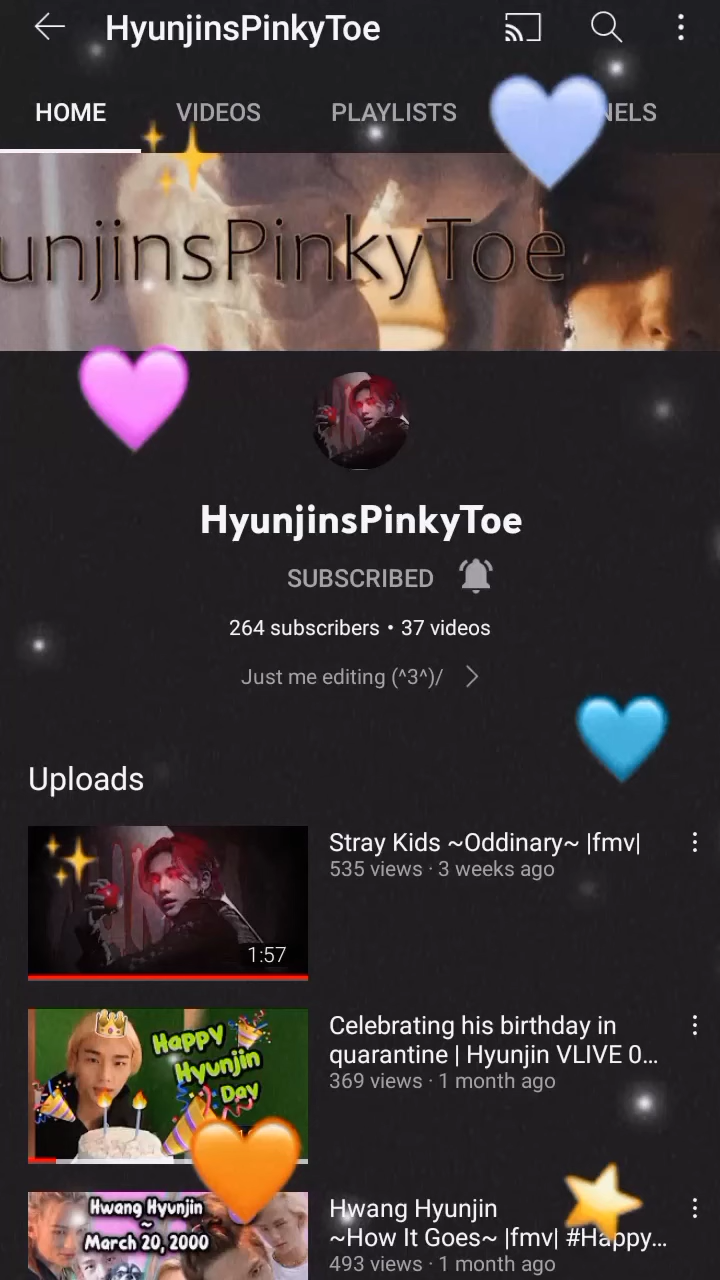 HyunjinsPinkyToe
HOME VIDEOS PLAYLISTS NELS
unjinsPinkyToe
HyunjinsPinkyToe
SUBSCRIBED
264 subscribers • 37 videos
Just me editing (^3^)/
Uploads
Stray Kids ~Oddinary~ |fmv|
535 views · 3 weeks ago
1:57
Celebrating his birthday in
quarantine | Hyunjin VLIVE 0...
369 views · 1 month ago
Happy
Hyunjin
Day
Hwang Hyunjin
~How It Goes~ |fmv| #Happy...
493 views · 1 month ago
Hwang Hyunjin
~
March 20, 2000